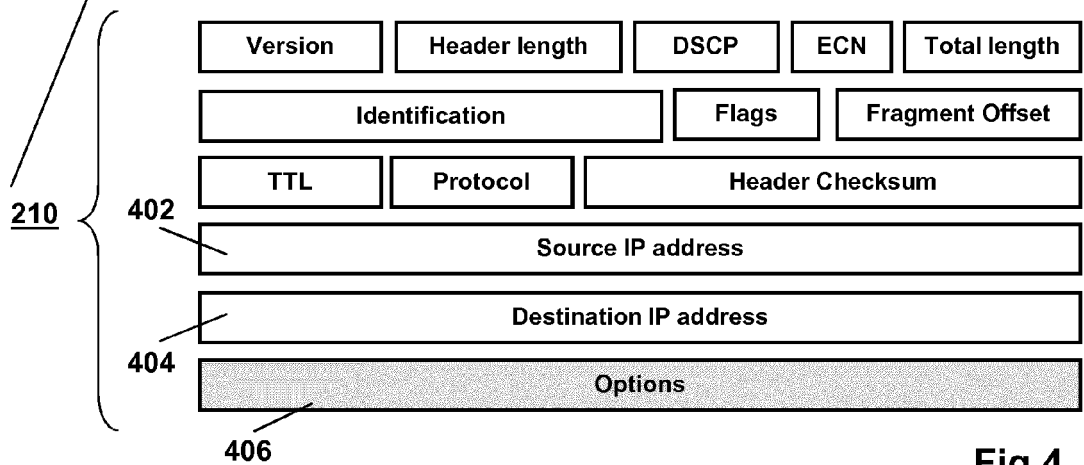 Version Header length DSCP ECN Total length
Identification Flags Fragment Offset
TTL Protocol Header Checksum
210
402
Source IP address
Destination IP address
404
Options
406
Fig 4